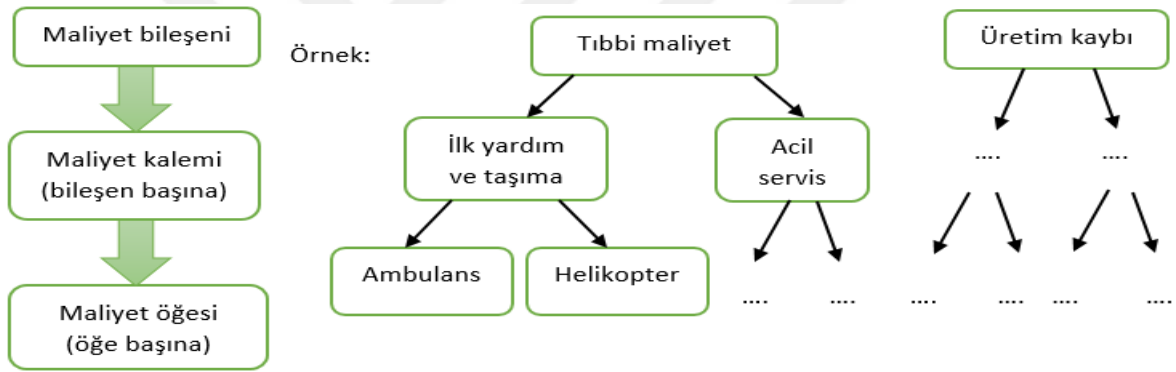 Maliyet bileşeni
Maliyet kalemi
(bileşen başına)
Maliyet öğesi
(öğe başına)
Örnek:
Tıbbi maliyet
İlk yardım
ve taşıma
Acil
servis
Ambulans
Helikopter
....
....
Üretim kaybı
....
....
....
....
....
....